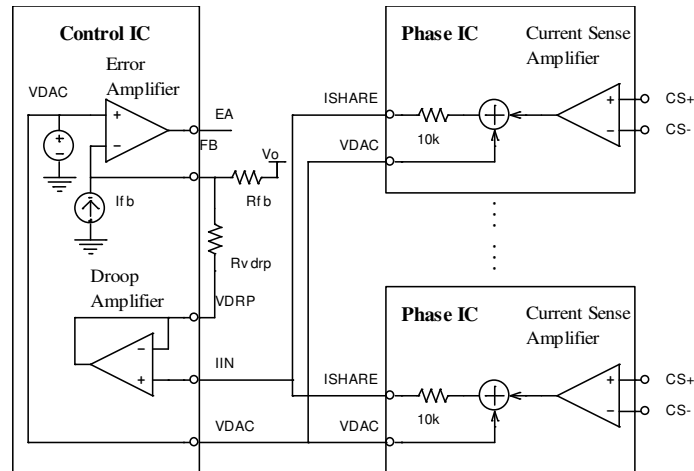 Control IC
Error
Amplifier
VDAC
+
−
+
−
EA
FB
Vo
Ifb
Rfb
Rvdrp
Droop
Amplifier
VDRP
−
+
IIN
VDAC
Phase IC
Current Sense
Amplifier
ISHARE
10k
+
−
CS+
CS-
VDAC
Phase IC
Current Sense
Amplifier
ISHARE
10k
+
−
CS+
CS-
VDAC